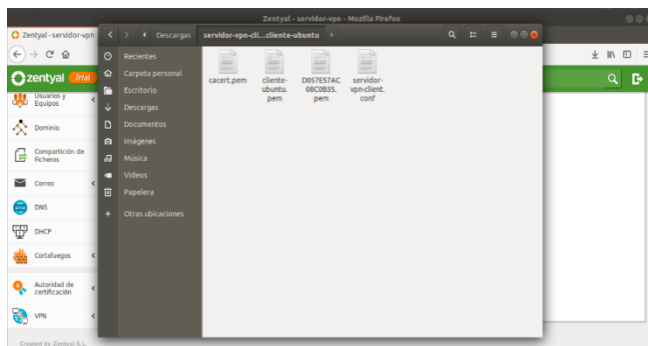 Zentyal - servidor-vpn - Mozilla Firefox
Zentyal - servidor-vpn
Descargas
servidor-vpn-cli...cliente-ubuntu
zentyal
Trial
Usuarios y
Equipos
Dominio
Compartición de
Ficheros
Correo
DNS
DHCP
Cortafuegos
Autoridad de
certificación
VPN
Created by Zentyal S.L.
Recientes
Carpeta personal
Escritorio
Descargas
Documentos
Imágenes
Música
Vídeos
Papelera
Otras ubicaciones
cacert.pem
cliente-
ubuntu.
pem
D057E57AC
08C0B35.
pem
servidor-
vpn-client.
conf